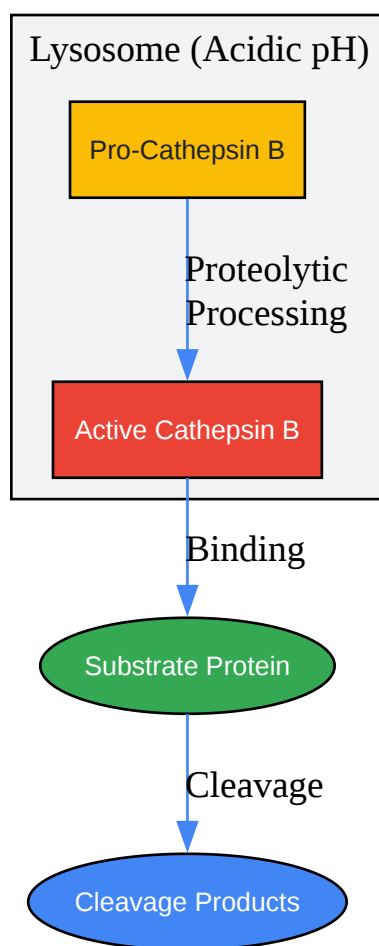 Lysosome (Acidic pH)
Pro-Cathepsin B
Proteolytic
Processing
Active Cathepsin B
Binding
Substrate Protein
Cleavage
Cleavage Products